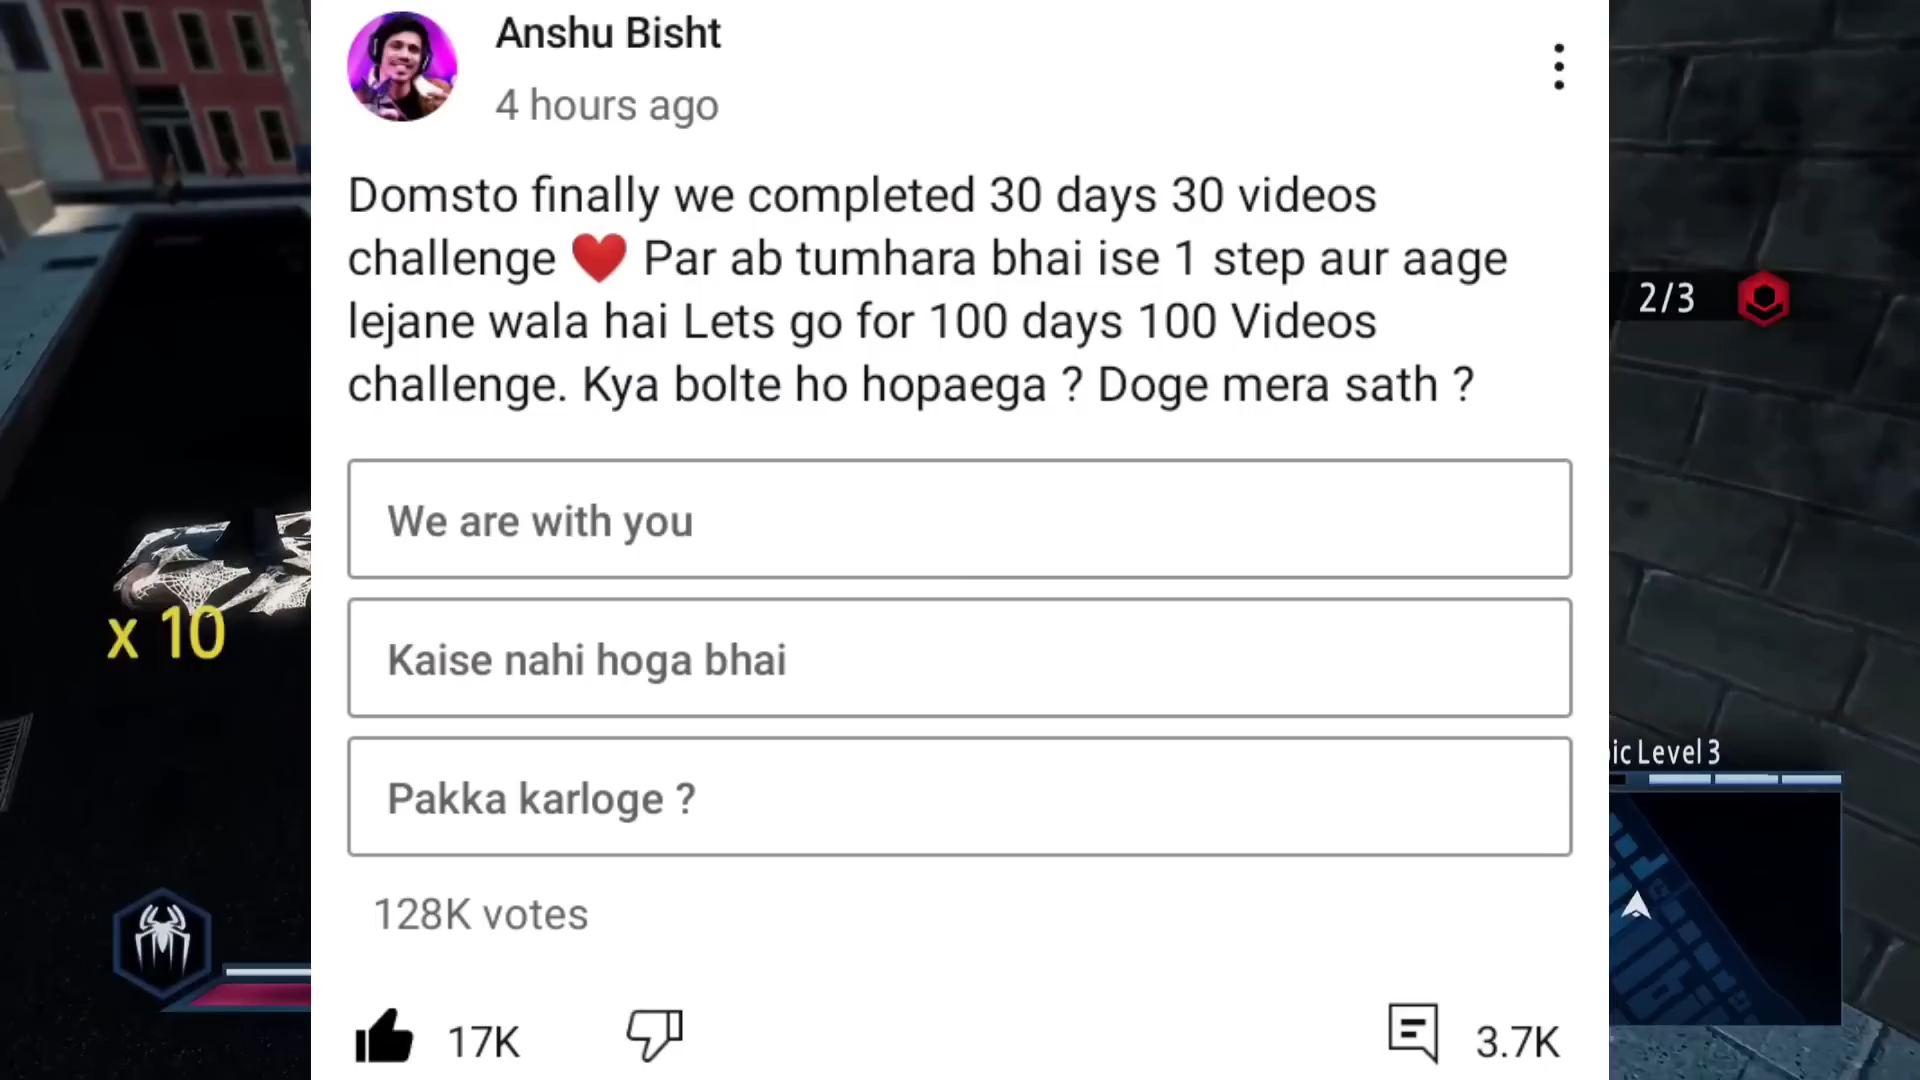 Anshu Bisht
4 hours ago
Domsto finally we completed 30 days 30 videos
challenge ❤️ Par ab tumhara bhai ise 1 step aur aage
lejane wala hai Lets go for 100 days 100 Videos
challenge. Kya bolte ho hopaega ? Doge mera sath ?
2/3
We are with you
x 10
Kaise nahi hoga bhai
ic Level 3
Pakka karloge ?
128K votes
17K
3.7K